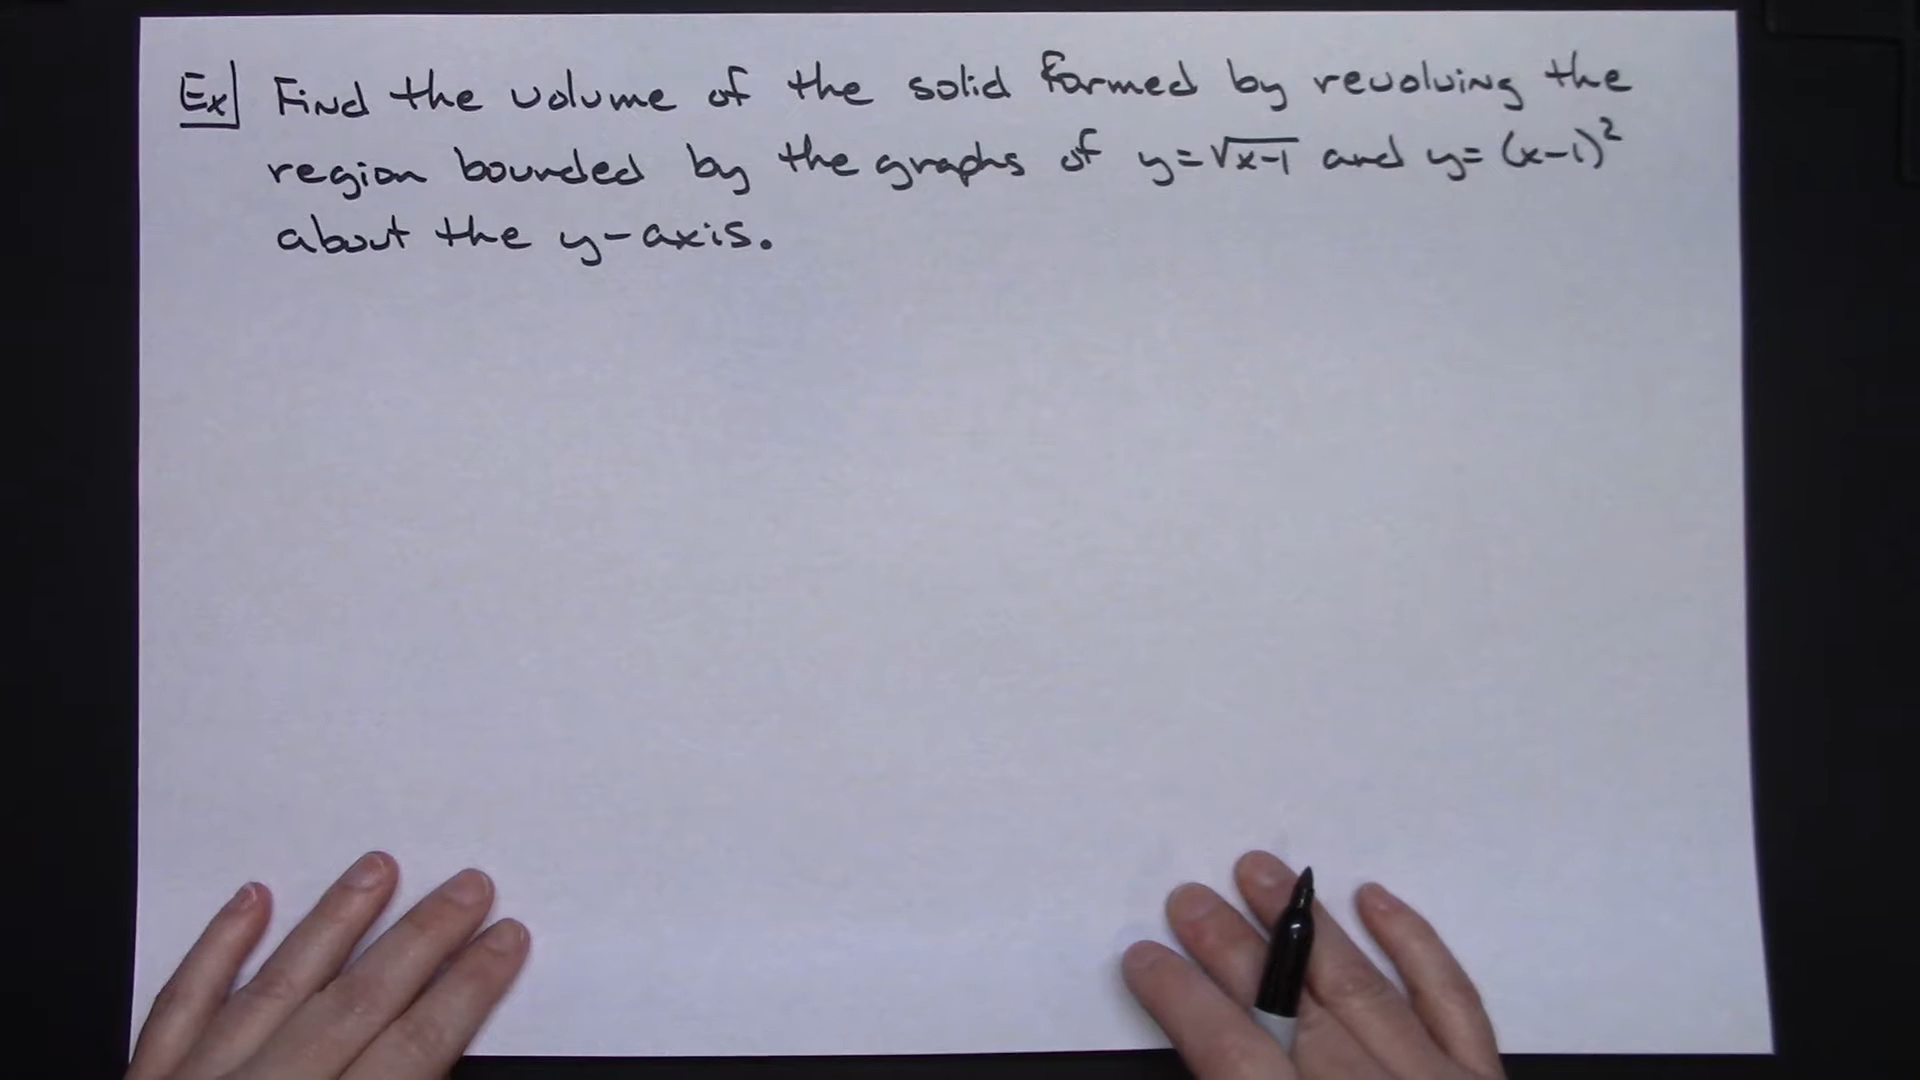 Ex Find the volume of the solid formed by revolving the
region bounded by the graphs of y=√x-1 and y=(x-1)²
about the y-axis.